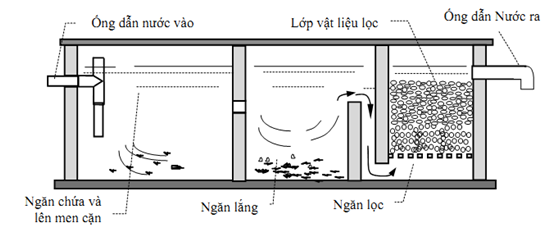 Ống dẫn nước vào
Lớp vật liệu lọc
Ống dẫn Nước ra
Ngăn chứa và
lên men cặn
Ngăn lắng
Ngăn lọc